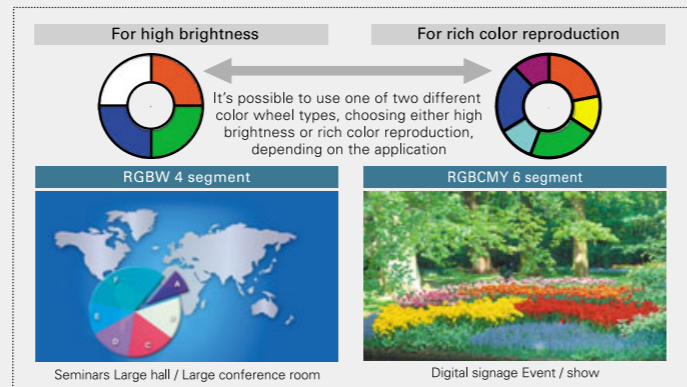 For high brightness
For rich color reproduction
It's possible to use one of two different
color wheel types, choosing either high
brightness or rich color reproduction,
depending on the application
RGBW 4 segment
RGBCMY 6 segment
A
C
D
E
F
Seminars Large hall / Large conference room
Digital signage Event / show